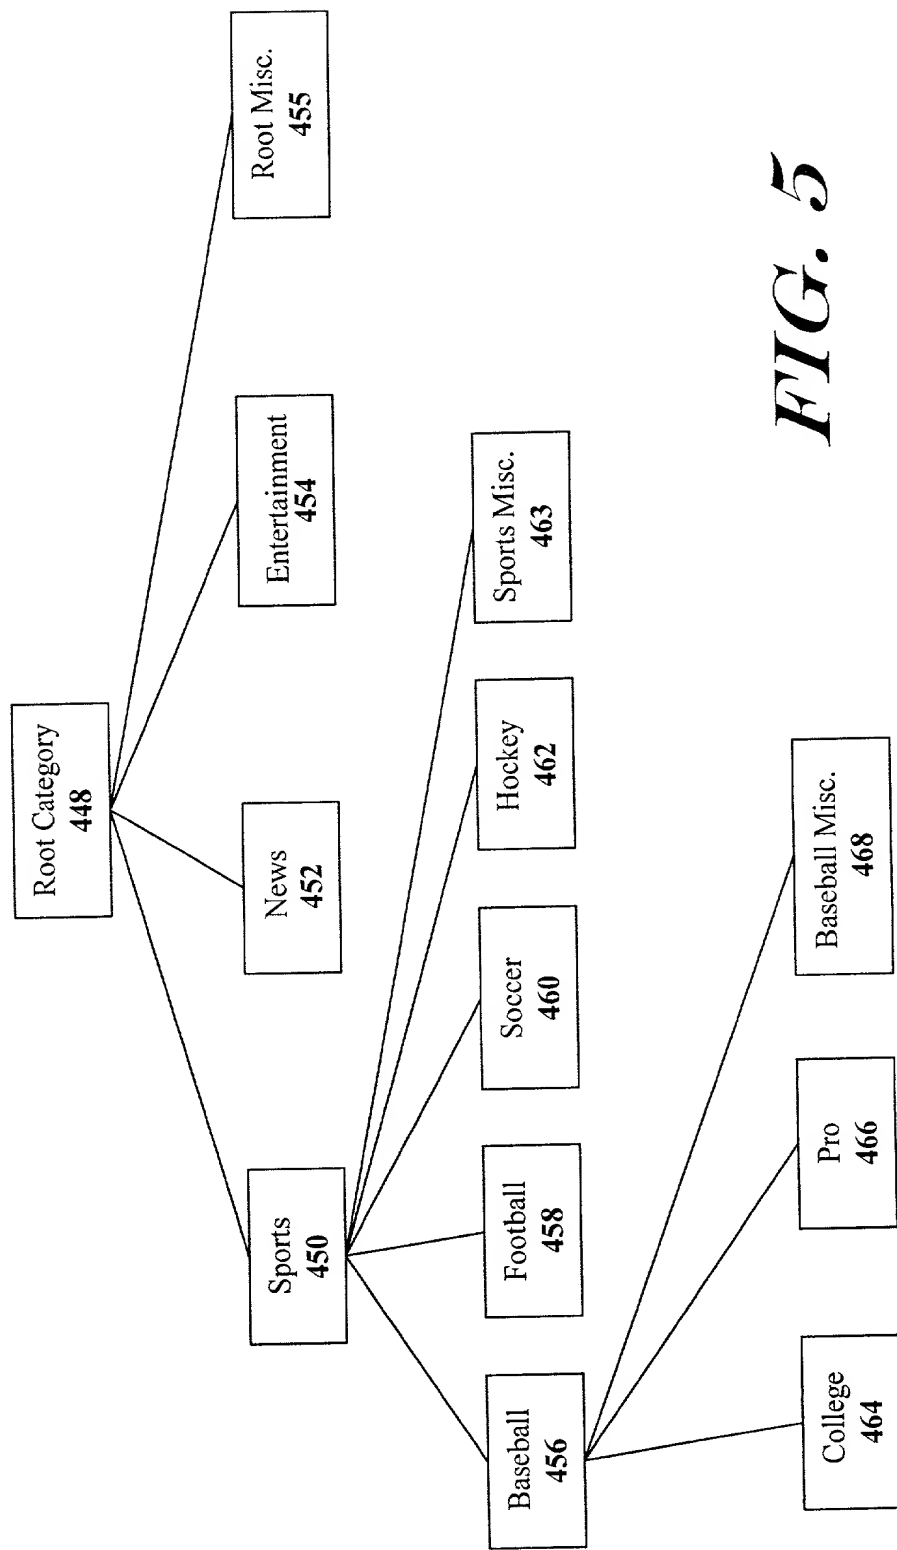 Root Category
448
Sports
450
News
452
Entertainment
454
Root Misc.
455
Baseball
456
Football
458
Soccer
460
Hockey
462
Sports Misc.
463
College
464
Pro
466
Baseball Misc.
468
FIG. 5